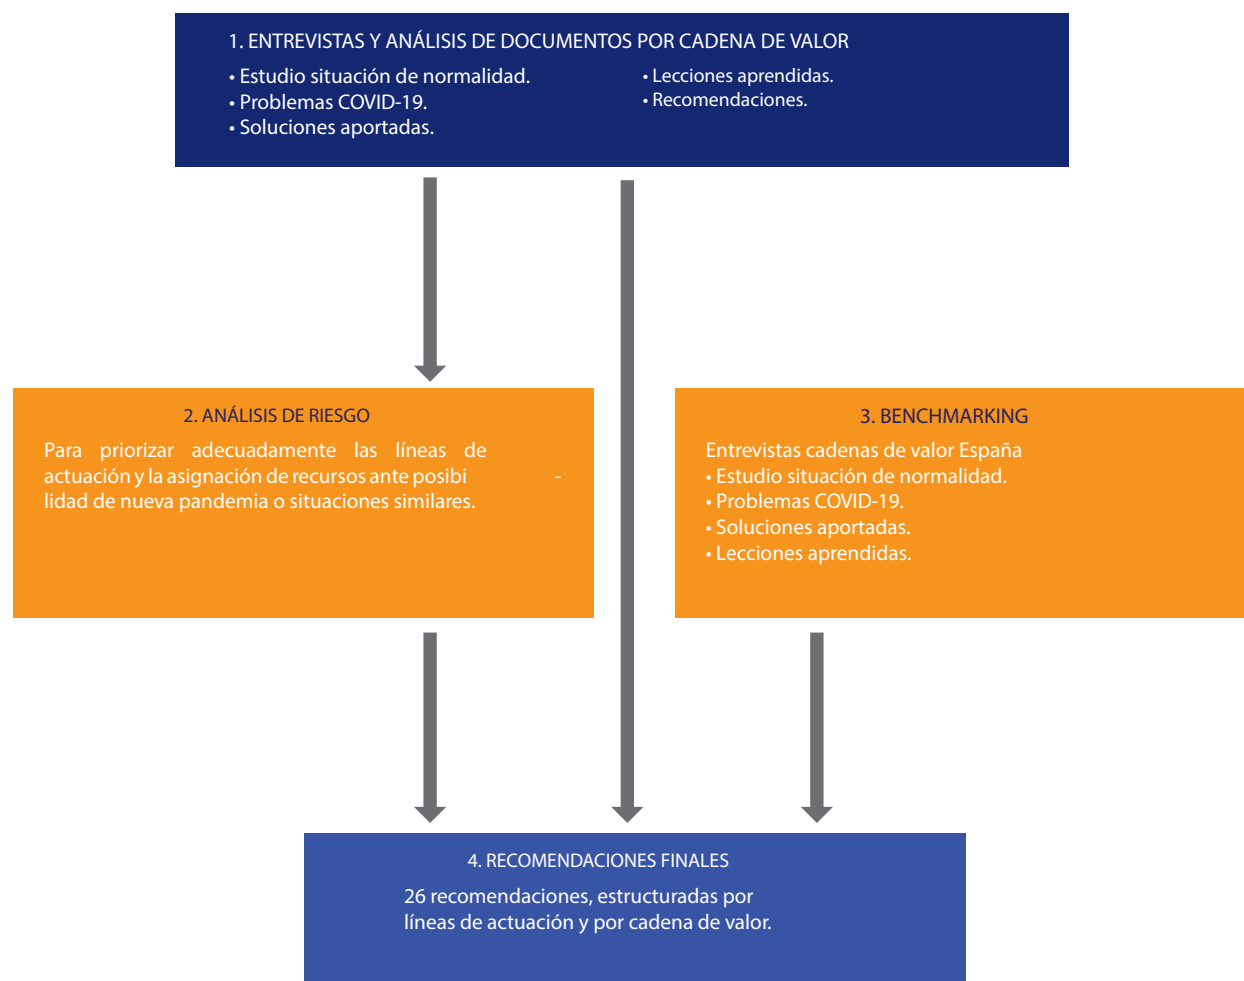 1. ENTREVISTAS Y ANÁLISIS DE DOCUMENTOS POR CADENA DE VALOR
• Estudio situación de normalidad.
• Problemas COVID-19.
• Soluciones aportadas.
• Lecciones aprendidas.
• Recomendaciones.
2. ANÁLISIS DE RIESGO
Para priorizar adecuadamente las líneas de
actuación y la asignación de recursos ante posibi -
lidad de nueva pandemia o situaciones similares.
3. BENCHMARKING
Entrevistas cadenas de valor España
• Estudio situación de normalidad.
• Problemas COVID-19.
• Soluciones aportadas.
• Lecciones aprendidas.
4. RECOMENDACIONES FINALES
26 recomendaciones, estructuradas por
líneas de actuación y por cadena de valor.